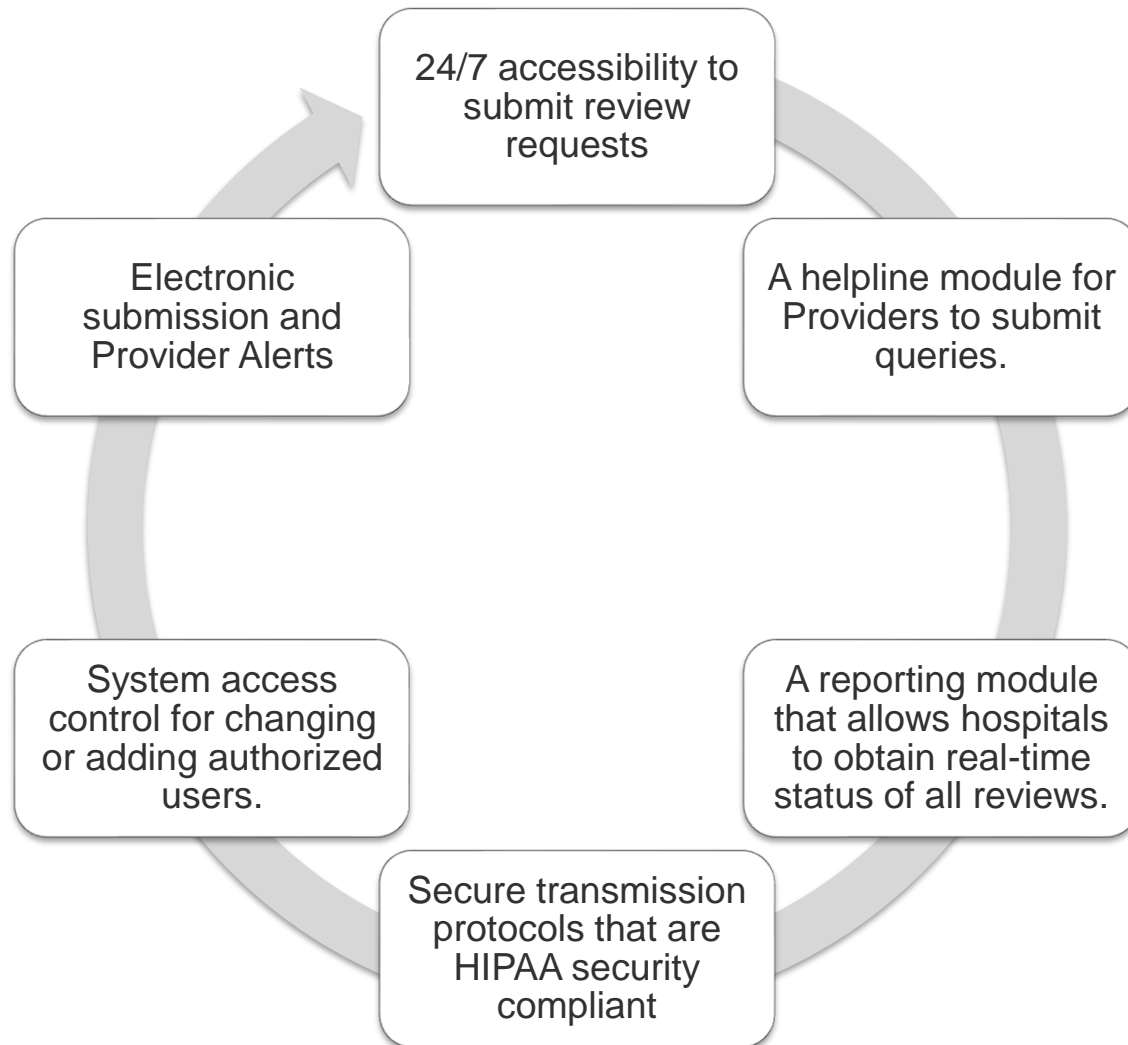 24/7 accessibility to
submit review
requests
A helpline module for
Providers to submit
queries.
A reporting module
that allows hospitals
to obtain real-time
status of all reviews.
Secure transmission
protocols that are
HIPAA security
compliant
System access
control for changing
or adding authorized
users.
Electronic
submission and
Provider Alerts